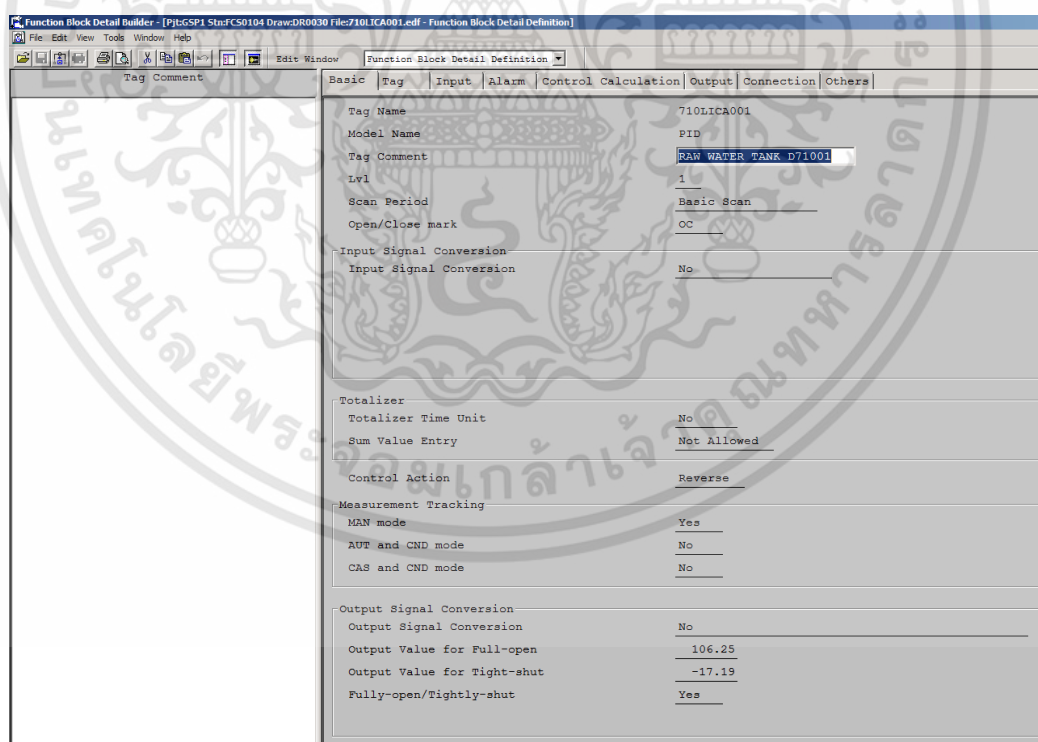 Function Block Detail Builder - [Pjt:GSP1 Stn:FCS0104 Draw:DR0030 File:710LICA001.edf - Function Block Detail Definition]
File Edit View Tools Window Help
Edit Window Function Block Detail Definition
Tag Comment
Basic Tag Input Alarm Control Calculation Output Connection Others
Tag Name 710LICA001
Model Name PID
Tag Comment RAW WATER TANK D71001
Lvl 1
Scan Period Basic Scan
Open/Close mark OC
Input Signal Conversion
Input Signal Conversion No
Totalizer
Totalizer Time Unit No
Sum Value Entry Not Allowed
Control Action Reverse
Measurement Tracking
MAN mode Yes
AUT and CND mode No
CAS and CND mode No
Output Signal Conversion
Output Signal Conversion No
Output Value for Full-open 106.25
Output Value for Tight-shut -17.19
Fully-open/Tightly-shut Yes